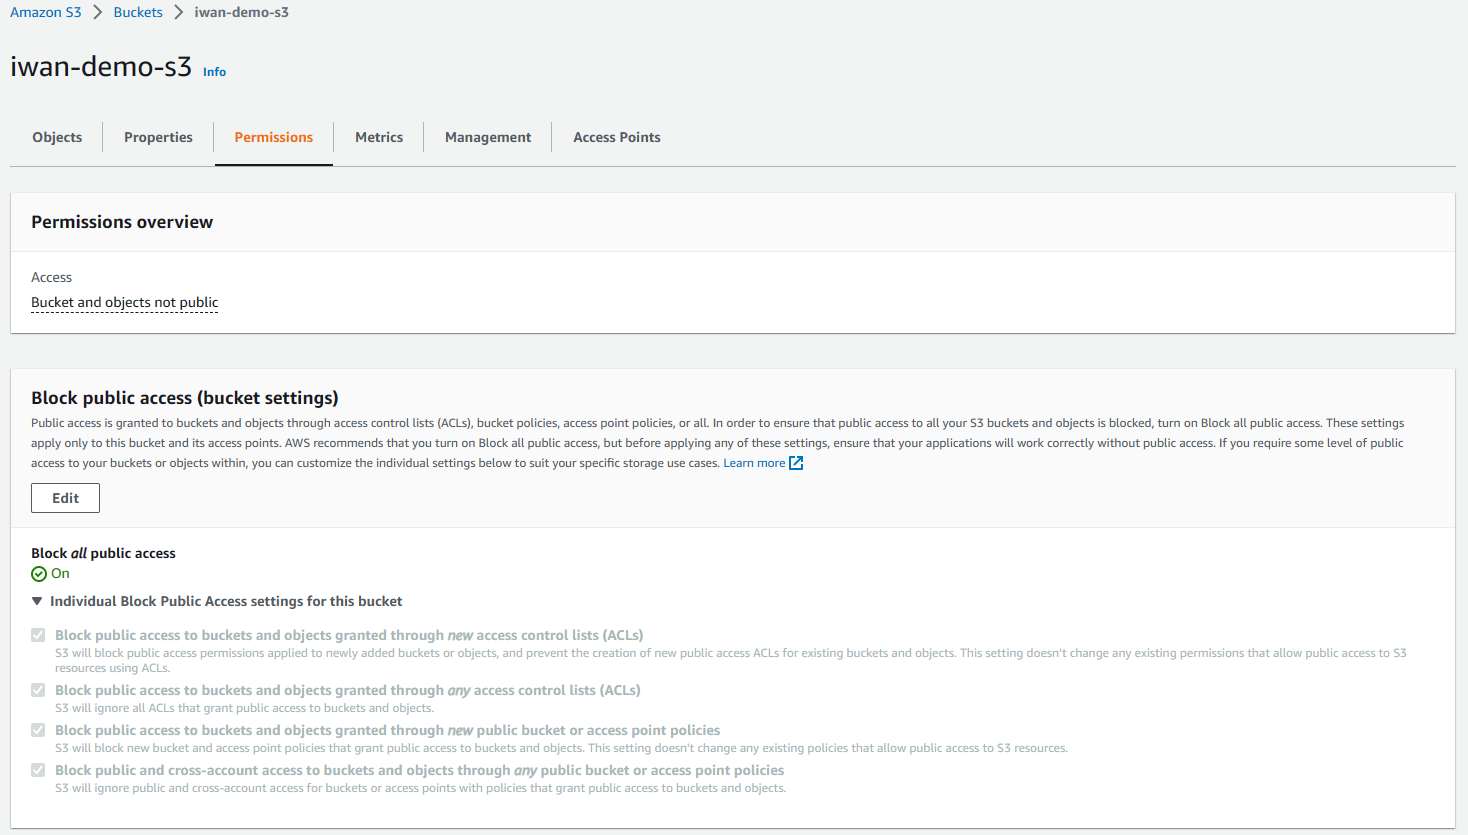 Amazon S3 > Buckets > iwan-demo-s3
iwan-demo-s3 Info
Objects Properties Permissions Metrics Management Access Points
Permissions overview
Access
Bucket and objects not public
Block public access (bucket settings)
Public access is granted to buckets and objects through access control lists (ACLs), bucket policies, access point policies, or all. In order to ensure that public access to all your S3 buckets and objects is blocked, turn on Block all public access. These settings
apply only to this bucket and its access points. AWS recommends that you turn on Block all public access, but before applying any of these settings, ensure that your applications will work correctly without public access. If you require some level of public
access to your buckets or objects within, you can customize the individual settings below to suit your specific storage use cases. Learn more
Edit
Block all public access
On
Individual Block Public Access settings for this bucket
Block public access to buckets and objects granted through new access control lists (ACLs)
S3 will block public access permissions applied to newly added buckets or objects, and prevent the creation of new public access ACLs for existing buckets and objects. This setting doesn't change any existing permissions that allow public access to S3
resources using ACLs.
Block public access to buckets and objects granted through any access control lists (ACLs)
S3 will ignore all ACLs that grant public access to buckets and objects.
Block public access to buckets and objects granted through new public bucket or access point policies
S3 will block new bucket and access point policies that grant public access to buckets and objects. This setting doesn't change any existing policies that allow public access to S3 resources.
Block public and cross-account access to buckets and objects through any public bucket or access point policies
S3 will ignore public and cross-account access for buckets or access points with policies that grant public access to buckets and objects.